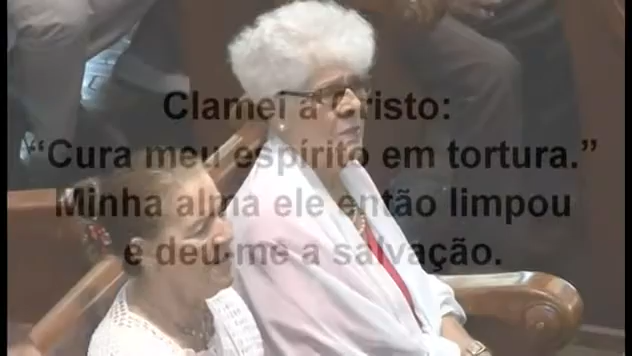 Clamei a Cristo:
“Cura meu espírito em tortura.”
Minha alma ele então limpou
e deu-me a salvação.